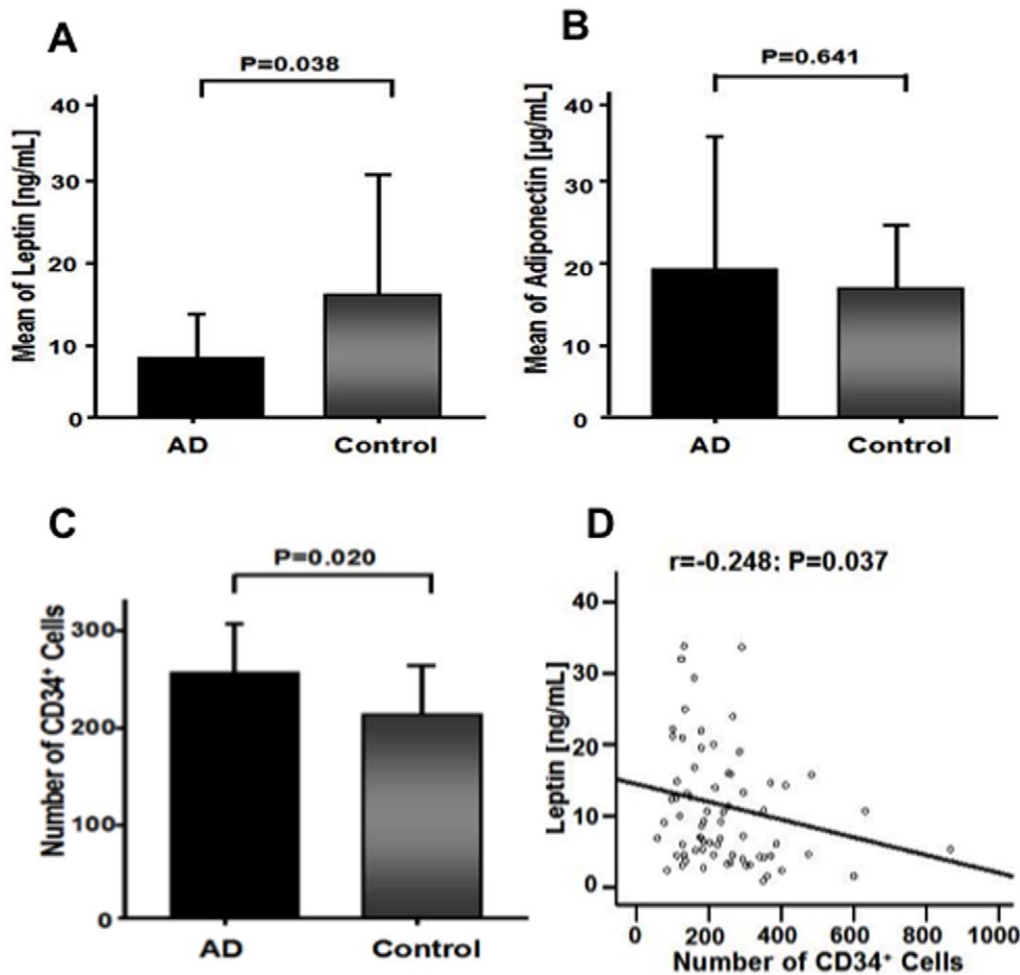 A
P=0.038
Mean of Leptin [ng/mL]
40
30
20
10
0
AD Control
B
P=0.641
Mean of Adiponectin [µg/mL]
40
30
20
10
0
AD Control
C
P=0.020
Number of CD34⁺ Cells
300
200
100
0
AD Control
D
r=-0.248; P=0.037
Leptin [ng/mL]
40
30
20
10
0
0 200 400 600 800 1000
Number of CD34⁺ Cells